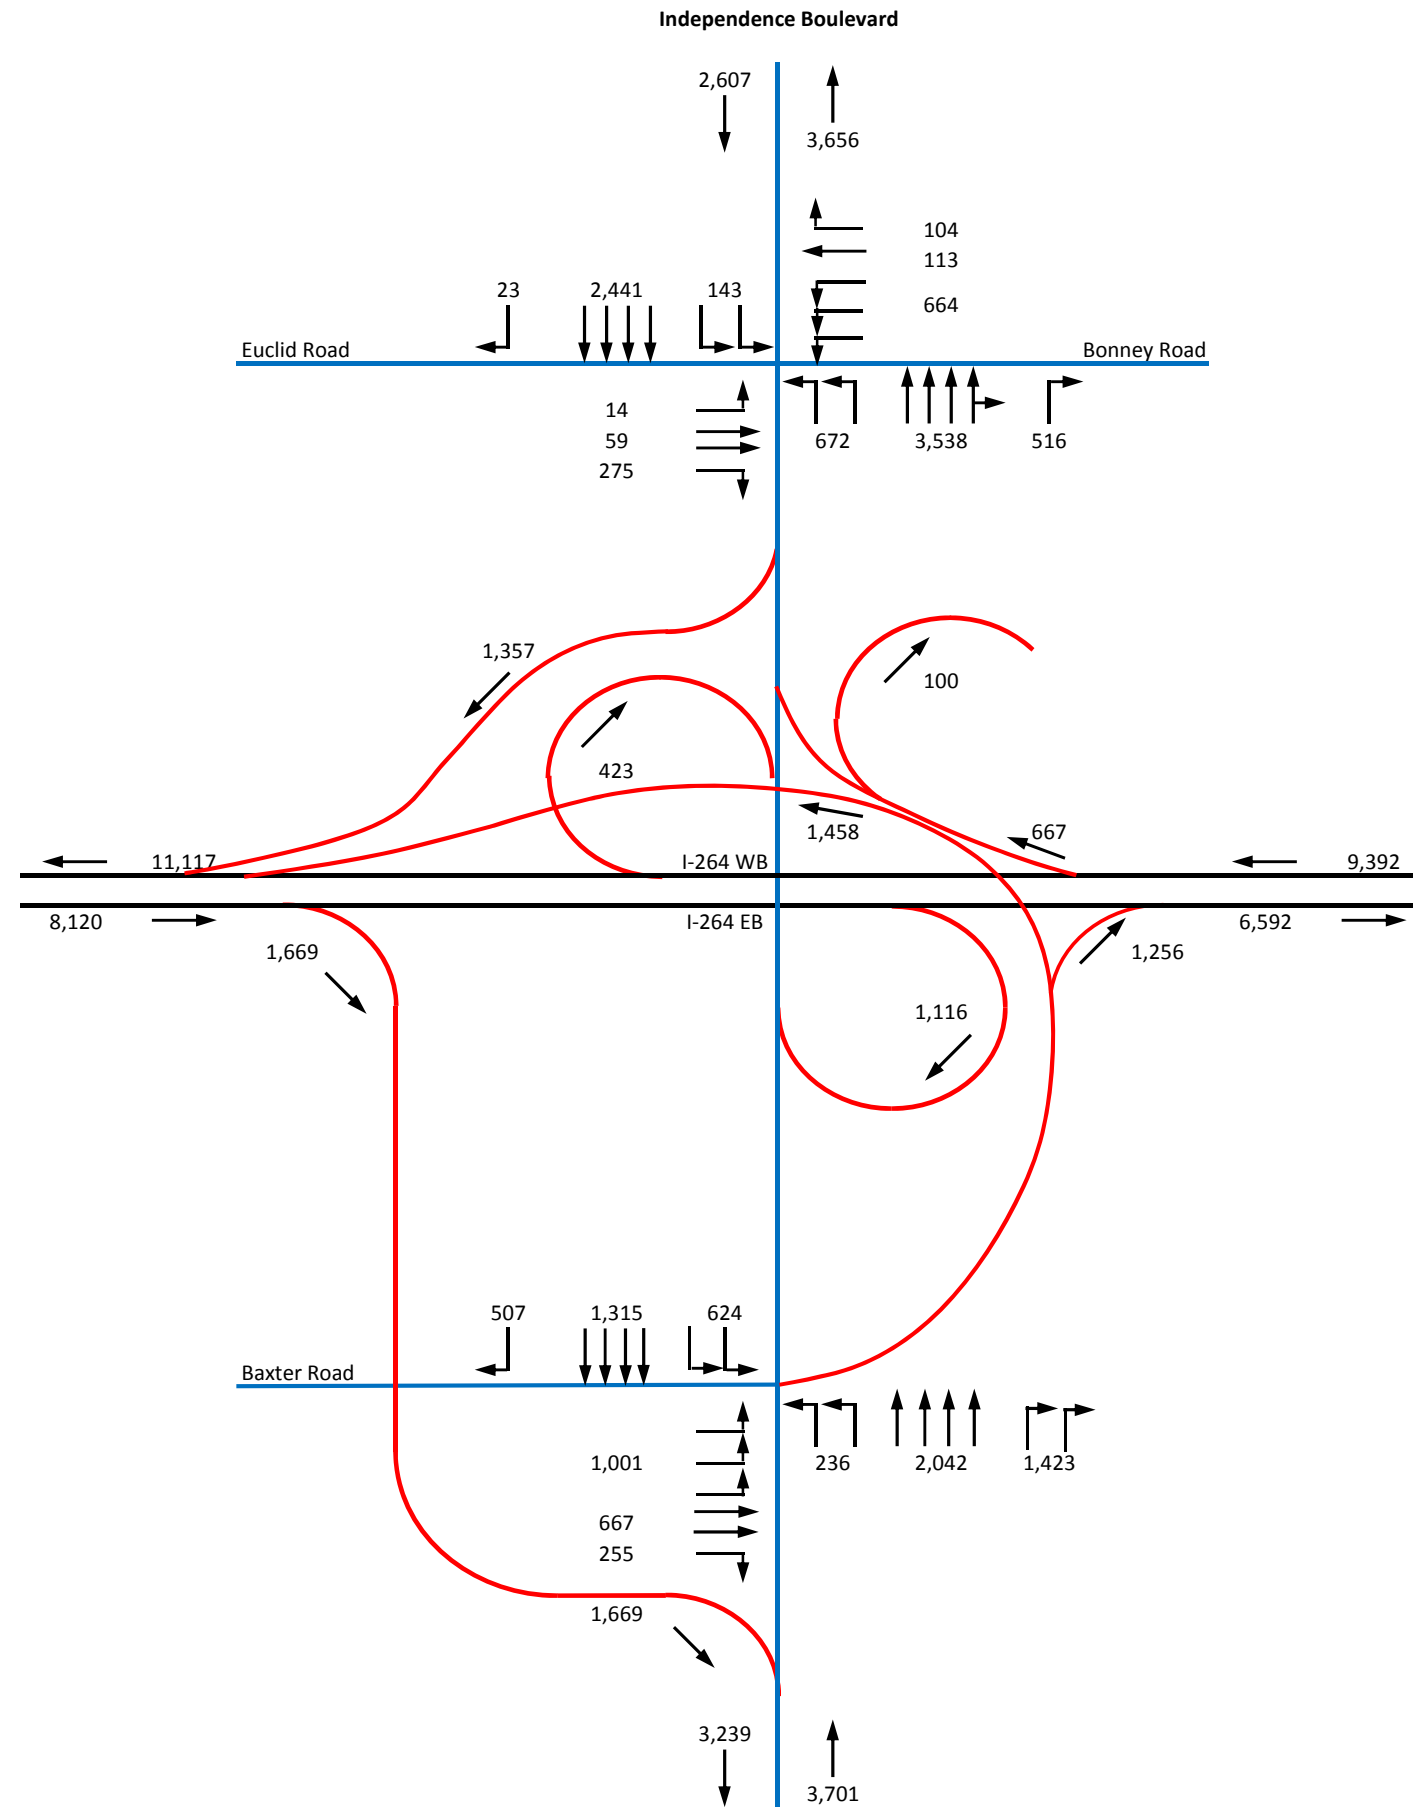 Independence Boulevard
2,607
3,656
104
113
23 2,441 143
664
Euclid Road Bonney Road
14
59 672 3,538 516
275
1,357
100
423
1,458 667
11,117 I-264 WB 9,392
8,120 I-264 EB 6,592
1,669 1,256
1,116
507 1,315 624
Baxter Road
1,001 236 2,042 1,423
667
255
1,669
3,239
3,701